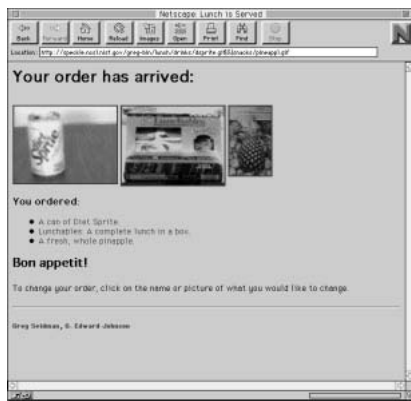 Netscape: Lunch is Served
Back Forward Home Reload Images Open Print Find Stop
N
Location:
Your order has arrived:
You ordered:
A can of Diet Sprite.
Lunchables: A complete lunch in a box.
A fresh, whole pinapple.
Bon appetit!
To change your order, click on the name or picture of what you would like to change.
Greg Seidman, G. Edward Johnson